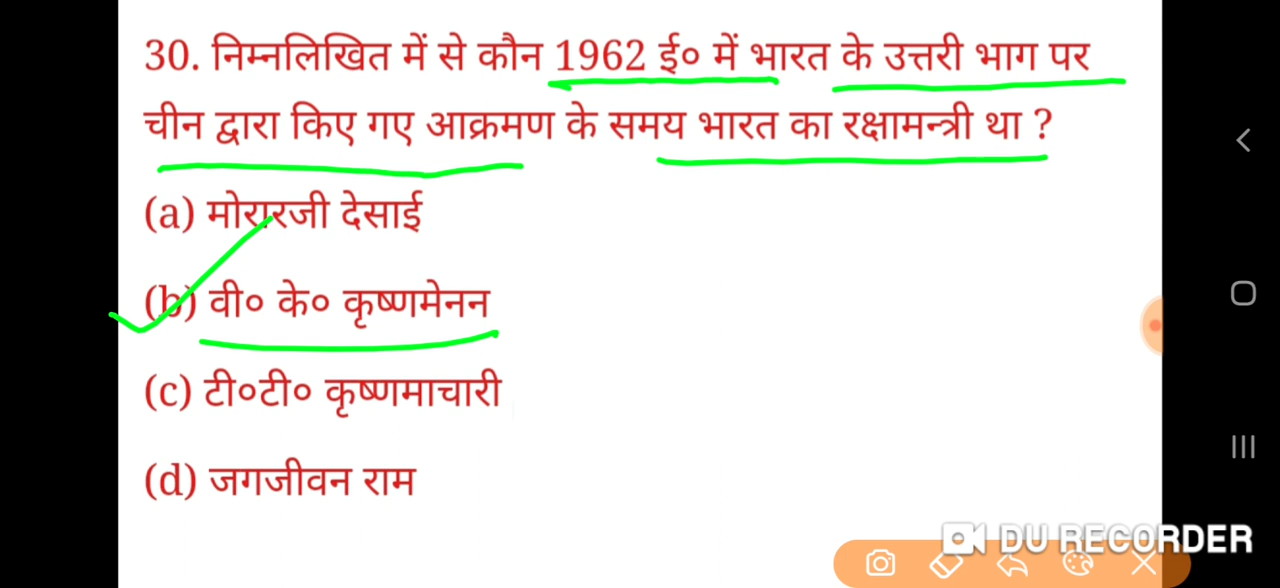 30. निम्नलिखित में से कौन 1962 ई० में भारत के उत्तरी भाग पर
चीन द्वारा किए गए आक्रमण के समय भारत का रक्षामन्त्री था ?
(a) मोरारजी देसाई
(b) वी० के० कृष्णमेनन
(c) टी०टी० कृष्णमाचारी
(d) जगजीवन राम
DU RECORDER